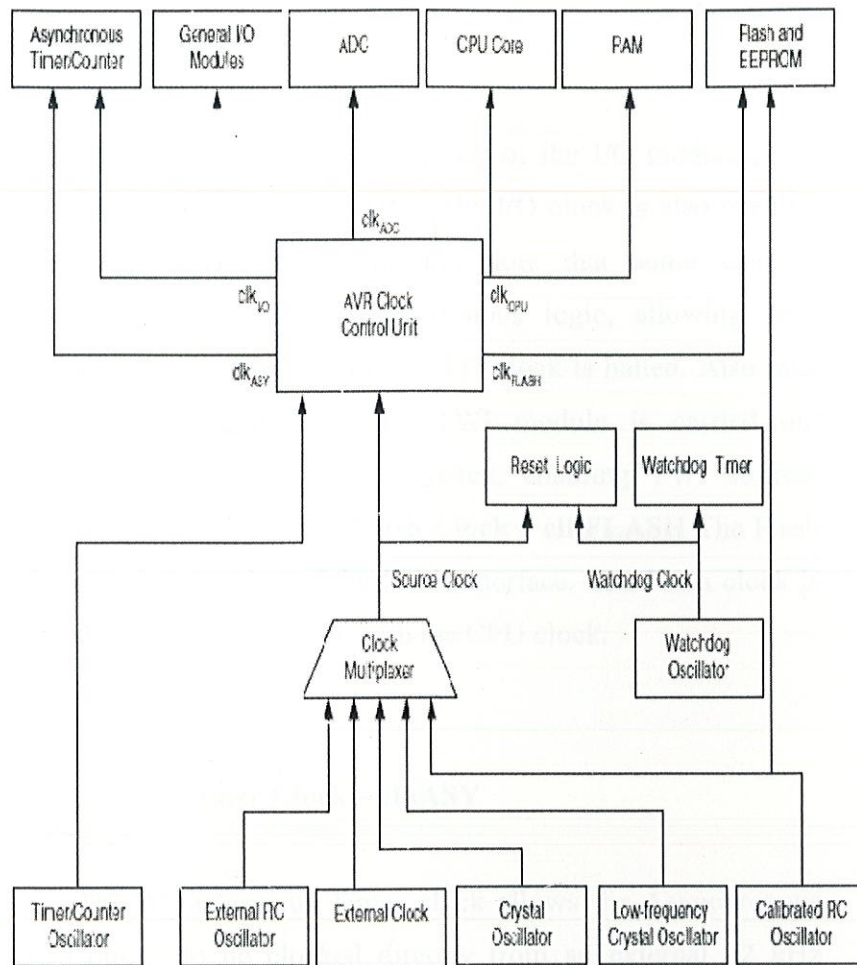 Asynchronous
Timer/Counter
General I/O
Modules
ADC
CPU Core
RAM
Flash and
EEPROM
clk ADC
clk I/O
AVR Clock
Control Unit
clk CPU
clk ASY
clk FLASH
Reset Logic
Watchdog Timer
Source Clock
Watchdog Clock
Clock
Multiplexer
Watchdog
Oscillator
Timer/Counter
Oscillator
External RC
Oscillator
External Clock
Crystal
Oscillator
Low-frequency
Crystal Oscillator
Calibrated RC
Oscillator